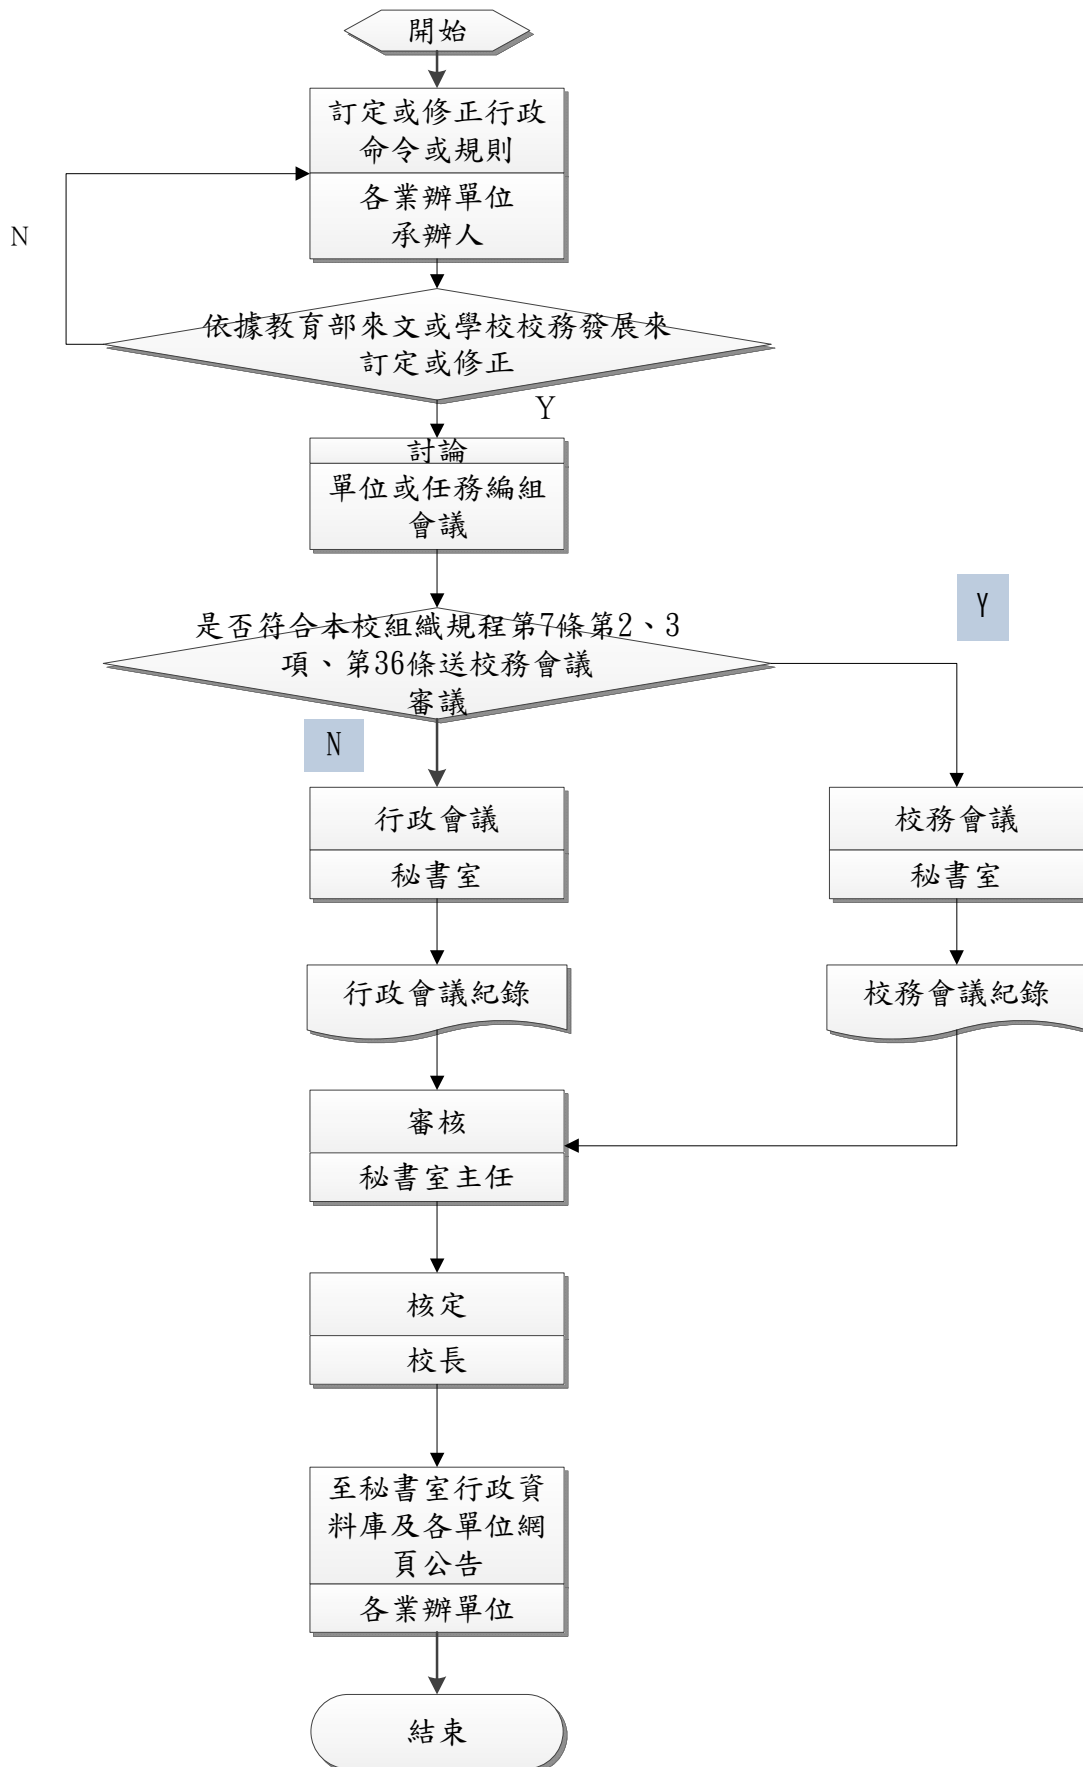 開始
訂定或修正行政
命令或規則
各業辦單位
承辦人
N
依據教育部來文或學校校務發展來
訂定或修正
Y
討論
單位或任務編組
會議
是否符合本校組織規程第7條第2、3
項、第36條送校務會議
審議
Y
N
行政會議
秘書室
校務會議
秘書室
行政會議紀錄
校務會議紀錄
審核
秘書室主任
核定
校長
至秘書室行政資
料庫及各單位網
頁公告
各業辦單位
結束